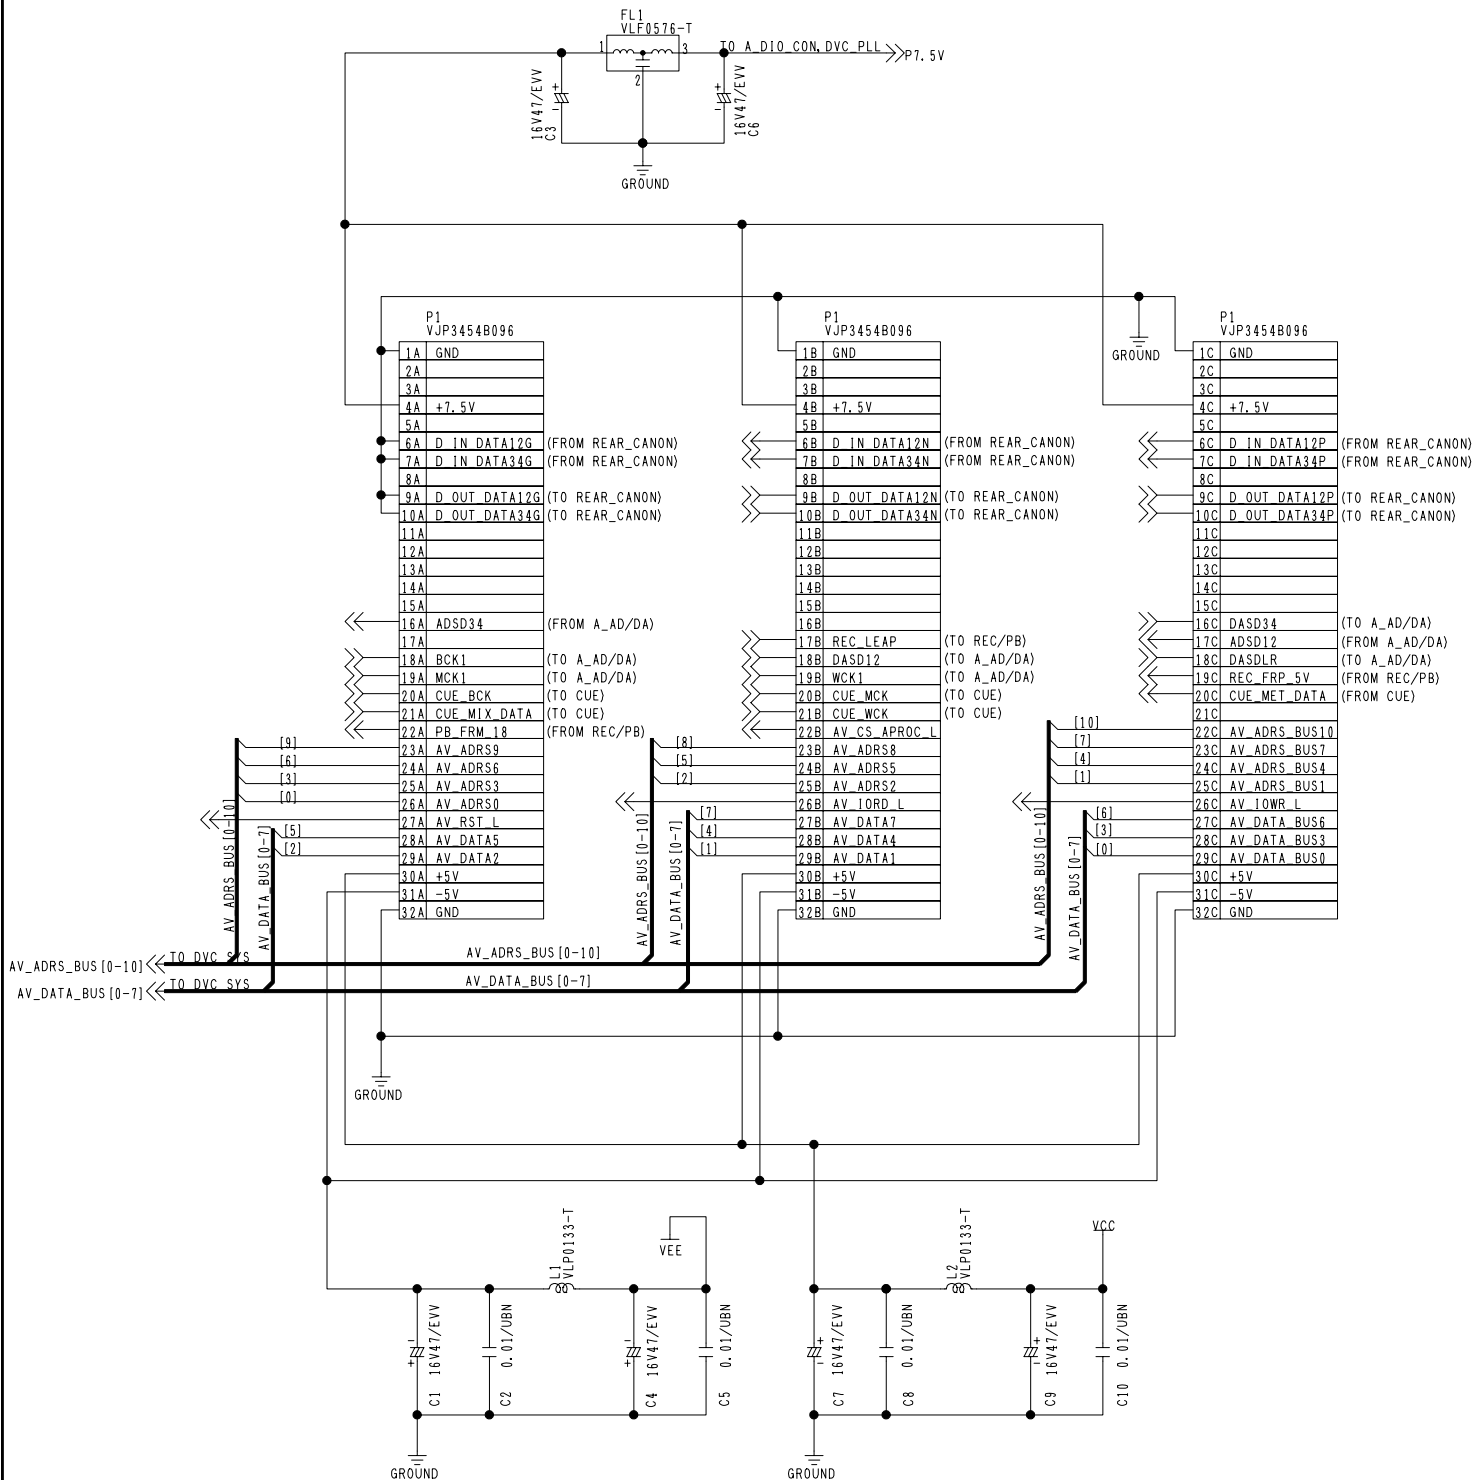 FL1
VLF0576-T
1
3
2
TO A_DIO_CON,DVC_PLL
P7.5V
16V47/EVV
C3
16V47/EVV
C6
GROUND
P1
VJP3454B096
1A GND
2A
3A
4A +7.5V
5A
6A D_IN_DATA12G (FROM REAR_CANON)
7A D_IN_DATA34G (FROM REAR_CANON)
8A
9A D_OUT_DATA12G (TO REAR_CANON)
10A D_OUT_DATA34G (TO REAR_CANON)
11A
12A
13A
14A
15A
16A ADSD34 (FROM A_AD/DA)
17A
18A BCK1 (TO A_AD/DA)
19A MCK1 (TO A_AD/DA)
20A CUE_BCK (TO CUE)
21A CUE_MIX_DATA (TO CUE)
22A PB_FRM_18 (FROM REC/PB)
[9] 23A AV_ADRS9
[6] 24A AV_ADRS6
[3] 25A AV_ADRS3
[0] 26A AV_ADRS0
27A AV_RST_L
[5] 28A AV_DATA5
[2] 29A AV_DATA2
30A +5V
31A -5V
32A GND
AV_ADRS_BUS[0-10]
AV_DATA_BUS[0-7]
P1
VJP3454B096
1B GND
2B
3B
4B +7.5V
5B
6B D_IN_DATA12N (FROM REAR_CANON)
7B D_IN_DATA34N (FROM REAR_CANON)
8B
9B D_OUT_DATA12N (TO REAR_CANON)
10B D_OUT_DATA34N (TO REAR_CANON)
11B
12B
13B
14B
15B
16B
17B REC_LEAP (TO REC/PB)
18B DASD12 (TO A_AD/DA)
19B WCK1 (TO A_AD/DA)
20B CUE_MCK (TO CUE)
21B CUE_WCK (TO CUE)
22B AV_CS_APROC_L
[8] 23B AV_ADRS8
[5] 24B AV_ADRS5
[2] 25B AV_ADRS2
26B AV_IORD_L
[7] 27B AV_DATA7
[4] 28B AV_DATA4
[1] 29B AV_DATA1
30B +5V
31B -5V
32B GND
AV_ADRS_BUS[0-10]
AV_DATA_BUS[0-7]
GROUND
P1
VJP3454B096
1C GND
2C
3C
4C +7.5V
5C
6C D_IN_DATA12P (FROM REAR_CANON)
7C D_IN_DATA34P (FROM REAR_CANON)
8C
9C D_OUT_DATA12P (TO REAR_CANON)
10C D_OUT_DATA34P (TO REAR_CANON)
11C
12C
13C
14C
15C
16C DASD34 (TO A_AD/DA)
17C ADSD12 (FROM A_AD/DA)
18C DASDLR (TO A_AD/DA)
19C REC_FRP_5V (FROM REC/PB)
20C CUE_MET_DATA (FROM CUE)
21C
[10] 22C AV_ADRS_BUS10
[7] 23C AV_ADRS_BUS7
[4] 24C AV_ADRS_BUS4
[1] 25C AV_ADRS_BUS1
26C AV_IOWR_L
[6] 27C AV_DATA_BUS6
[3] 28C AV_DATA_BUS3
[0] 29C AV_DATA_BUS0
30C +5V
31C -5V
32C GND
AV_ADRS_BUS[0-10]
AV_DATA_BUS[0-7]
AV_ADRS_BUS[0-10] TO DVC SYS AV_ADRS_BUS[0-10]
AV_DATA_BUS[0-7] TO DVC SYS AV_DATA_BUS[0-7]
GROUND
L1
VLP0133-T
VEE
C1 16V47/EVV
C2 0.01/UBN
C4 16V47/EVV
C5 0.01/UBN
GROUND
L2
VLP0133-T
VCC
C7 16V47/EVV
C8 0.01/UBN
C9 16V47/EVV
C10 0.01/UBN
GROUND